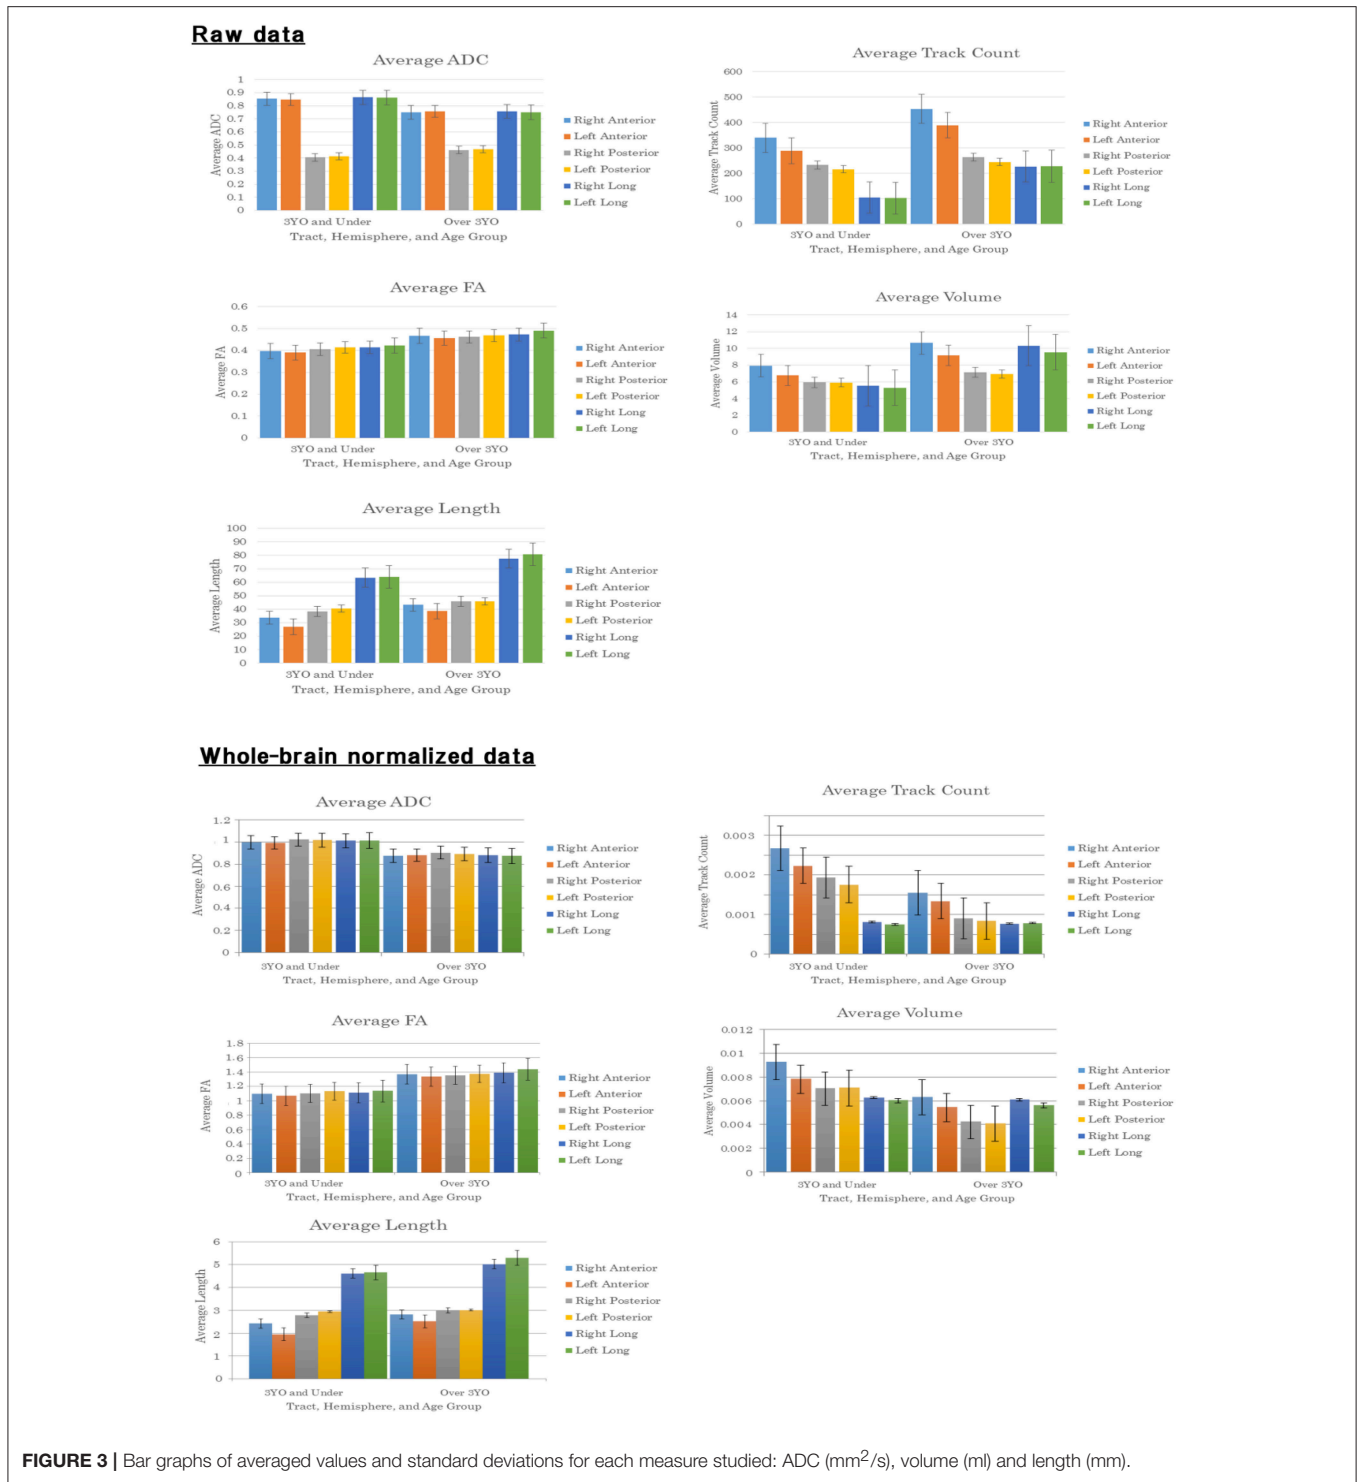 Raw data
Average ADC
Average ADC
1
0.9
0.8
0.7
0.6
0.5
0.4
0.3
0.2
0.1
0
3YO and Under
Over 3YO
Tract, Hemisphere, and Age Group
Right Anterior
Left Anterior
Right Posterior
Left Posterior
Right Long
Left Long
Average Track Count
Average Track Count
600
500
400
300
200
100
0
3YO and Under
Over 3YO
Tract, Hemisphere, and Age Group
Right Anterior
Left Anterior
Right Posterior
Left Posterior
Right Long
Left Long
Average FA
Average FA
0.6
0.5
0.4
0.3
0.2
0.1
0
3YO and Under
Over 3YO
Tract, Hemisphere, and Age Group
Right Anterior
Left Anterior
Right Posterior
Left Posterior
Right Long
Left Long
Average Volume
Average Volume
14
12
10
8
6
4
2
0
3YO and Under
Over 3YO
Tract, Hemisphere, and Age Group
Right Anterior
Left Anterior
Right Posterior
Left Posterior
Right Long
Left Long
Average Length
Average Length
100
90
80
70
60
50
40
30
20
10
0
3YO and Under
Over 3YO
Tract, Hemisphere, and Age Group
Right Anterior
Left Anterior
Right Posterior
Left Posterior
Right Long
Left Long
Whole-brain normalized data
Average ADC
Average ADC
1.2
1
0.8
0.6
0.4
0.2
0
3YO and Under
Over 3YO
Tract, Hemisphere, and Age Group
Right Anterior
Left Anterior
Right Posterior
Left Posterior
Right Long
Left Long
Average Track Count
Average Track Count
0.003
0.002
0.001
0
3YO and Under
Over 3YO
Tract, Hemisphere, and Age Group
Right Anterior
Left Anterior
Right Posterior
Left Posterior
Right Long
Left Long
Average FA
Average FA
1.8
1.6
1.4
1.2
1
0.8
0.6
0.4
0.2
0
3YO and Under
Over 3YO
Tract, Hemisphere, and Age Group
Right Anterior
Left Anterior
Right Posterior
Left Posterior
Right Long
Left Long
Average Volume
Average Volume
0.012
0.01
0.008
0.006
0.004
0.002
0
3YO and Under
Over 3YO
Tract, Hemisphere, and Age Group
Right Anterior
Left Anterior
Right Posterior
Left Posterior
Right Long
Left Long
Average Length
Average Length
6
5
4
3
2
1
0
3YO and Under
Over 3YO
Tract, Hemisphere, and Age Group
Right Anterior
Left Anterior
Right Posterior
Left Posterior
Right Long
Left Long
FIGURE 3 | Bar graphs of averaged values and standard deviations for each measure studied: ADC (mm²/s), volume (ml) and length (mm).